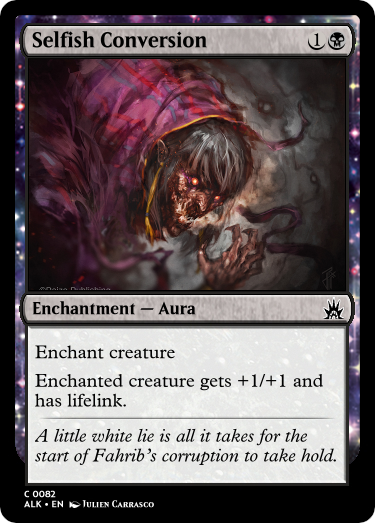 Selfish Conversion 1
©Paizo Publishing
Enchantment — Aura
Enchant creature
Enchanted creature gets +1/+1 and
has lifelink.
A little white lie is all it takes for the
start of Fahrib's corruption to take hold.
C 0082
ALK • EN Julien Carrasco